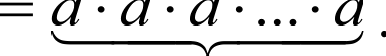 = a · a · a · ... · a .